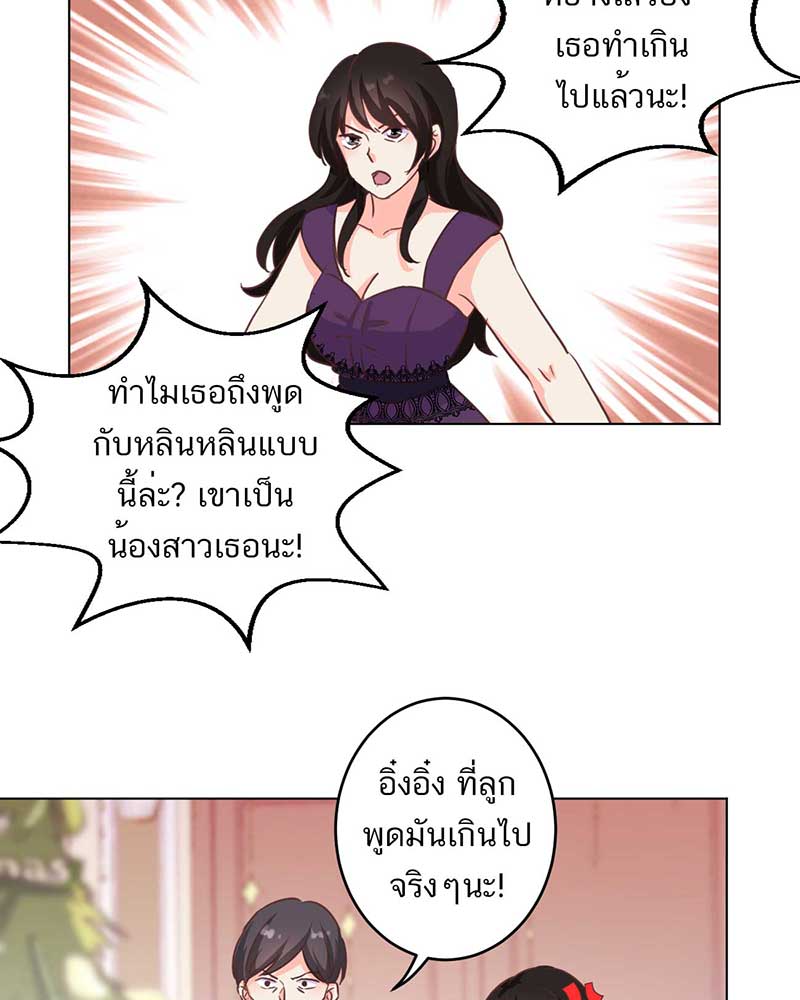 เธอทำเกิน
ไปแล้วนะ!
ทำไมเธอถึงพูด
กับหลินหลินแบบ
นี้ล่ะ? เขาเป็น
น้องสาวเธอนะ!
อิ๋งอิ๋ง ที่ลูก
พูดมันเกินไป
จริงๆนะ!
mas